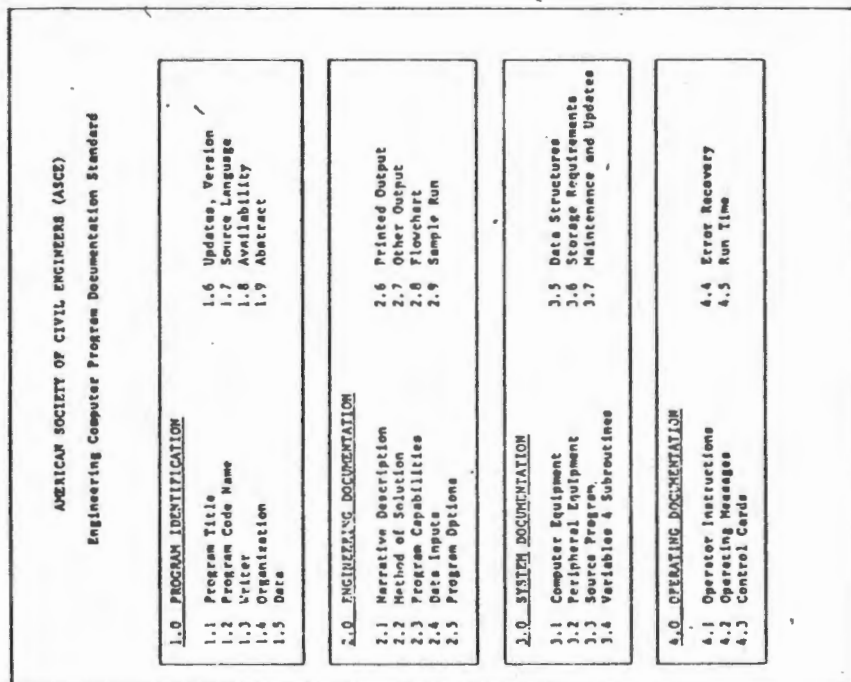 AMERICAN SOCIETY OF CIVIL ENGINEERS (ASCE)
Engineering Computer Program Documentation Standard
1.0 PROGRAM IDENTIFICATION
1.1 Program Title
1.2 Program Code Name
1.3 Writer
1.4 Organization
1.5 Data
1.6 Updates, Version
1.7 Source Language
1.8 Availability
1.9 Abstract
2.0 ENGINEERING DOCUMENTATION
2.1 Narrative Description
2.2 Method of Solution
2.3 Program Capabilities
2.4 Data Inputs
2.5 Program Options
2.6 Printed Output
2.7 Other Output
2.8 Flowchart
2.9 Sample Run
3.0 SYSTEM DOCUMENTATION
3.1 Computer Equipment
3.2 Peripheral Equipment
3.3 Source Program
3.4 Variables & Subroutines
3.5 Data Structures
3.6 Storage Requirements
3.7 Maintenance and Updates
4.0 OPERATING DOCUMENTATION
4.1 Operator Instructions
4.2 Operating Messages
4.3 Control Cards
4.4 Error Recovery
4.5 Run Time